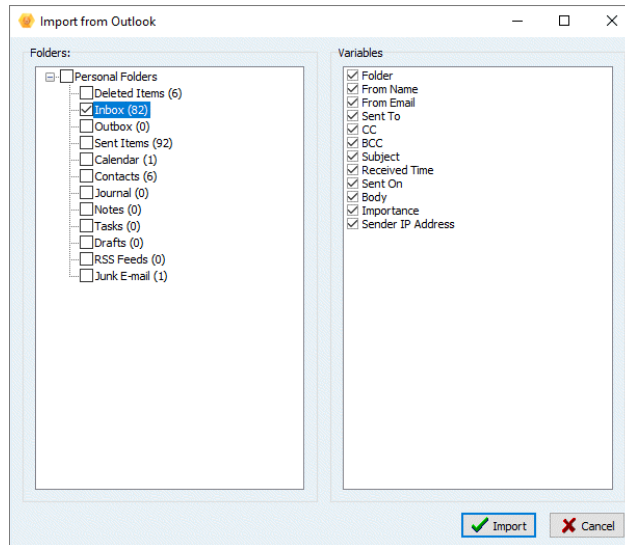 Import from Outlook
Folders:
Personal Folders
Deleted Items (6)
Inbox (82)
Outbox (0)
Sent Items (92)
Calendar (1)
Contacts (6)
Journal (0)
Notes (0)
Tasks (0)
Drafts (0)
RSS Feeds (0)
Junk E-mail (1)
Variables
Folder
From Name
From Email
Sent To
CC
BCC
Subject
Received Time
Sent On
Body
Importance
Sender IP Address
Import
Cancel